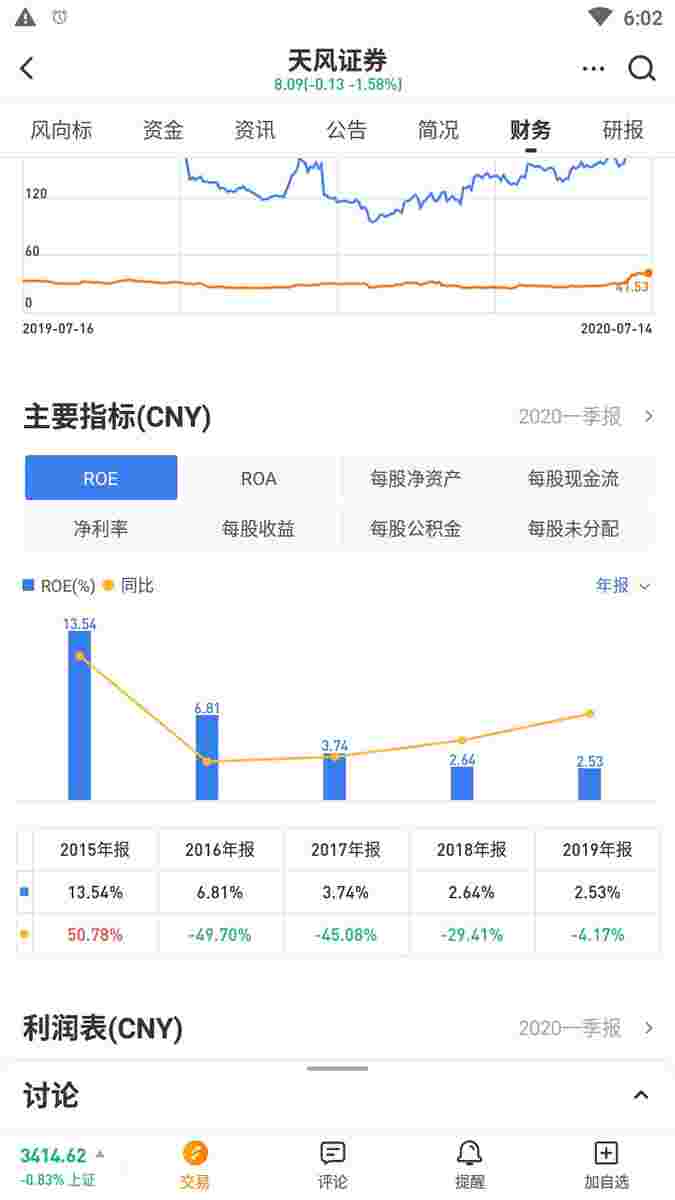 6:02
天风证券
8.09(-0.13 -1.58%)
风向标 资金 资讯 公告 简况 财务 研报
120
60
47.53
0
2019-07-16 2020-07-14
主要指标(CNY) 2020一季报
ROE ROA 每股净资产 每股现金流
净利率 每股收益 每股公积金 每股未分配
ROE(%) 同比 年报
13.54
6.81
3.74
2.64
2.53
2015年报 2016年报 2017年报 2018年报 2019年报
13.54% 6.81% 3.74% 2.64% 2.53%
50.78% -49.70% -45.08% -29.41% -4.17%
利润表(CNY) 2020一季报
讨论
3414.62
-0.83% 上证
交易 评论 提醒 加自选